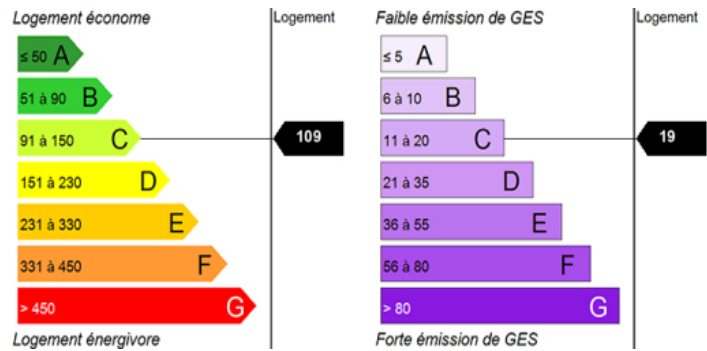 Logement économe
Logement
≤ 50 A
51 à 90 B
91 à 150 C
109
151 à 230 D
231 à 330 E
331 à 450 F
> 450 G
Logement énergivore
Faible émission de GES
Logement
≤ 5 A
6 à 10 B
11 à 20 C
19
21 à 35 D
36 à 55 E
56 à 80 F
> 80 G
Forte émission de GES